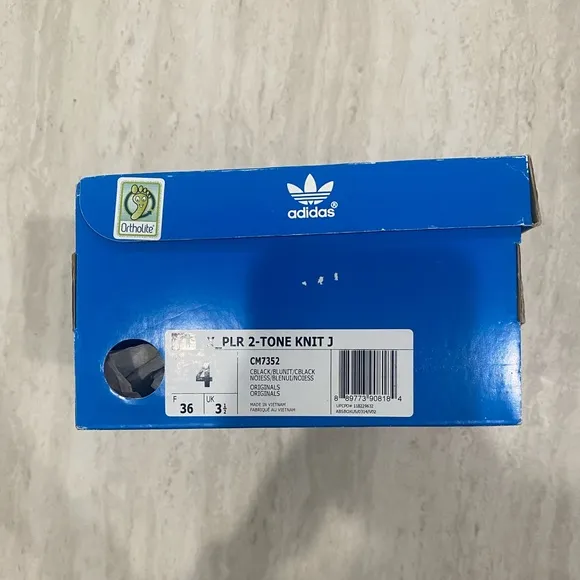 adidas®
Ortholite®
X_PLR 2-TONE KNIT J
CM7352
4
CBLACK/BLUNIT/CBLACK
NOIESS/BLENUI/NOIESS
ORIGINALS
ORIGINALS
F UK
36 3½
MADE IN VIETNAM
FABRIQUÉ AU VIETNAM
8 89773 90818 4